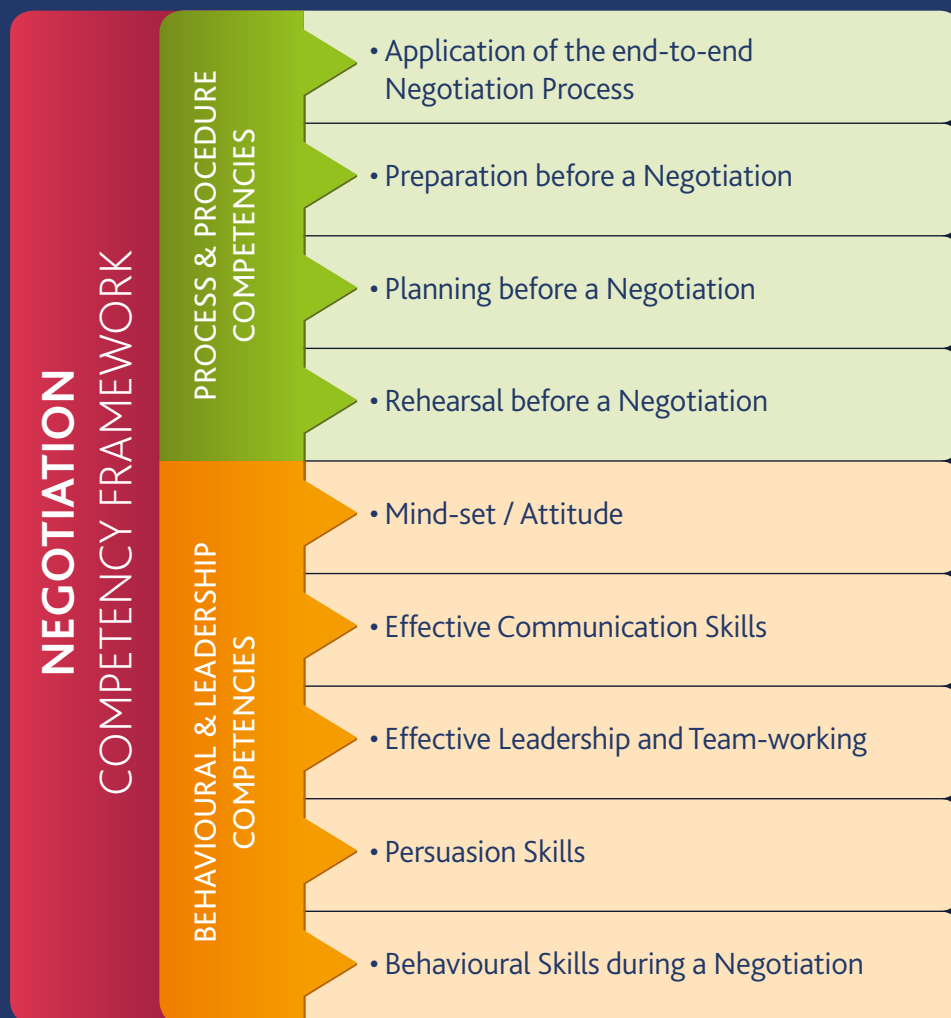 NEGOTIATION
COMPETENCY FRAMEWORK
PROCESS & PROCEDURE
COMPETENCIES
• Application of the end-to-end
Negotiation Process
• Preparation before a Negotiation
• Planning before a Negotiation
• Rehearsal before a Negotiation
BEHAVIOURAL & LEADERSHIP
COMPETENCIES
• Mind-set / Attitude
• Effective Communication Skills
• Effective Leadership and Team-working
• Persuasion Skills
• Behavioural Skills during a Negotiation